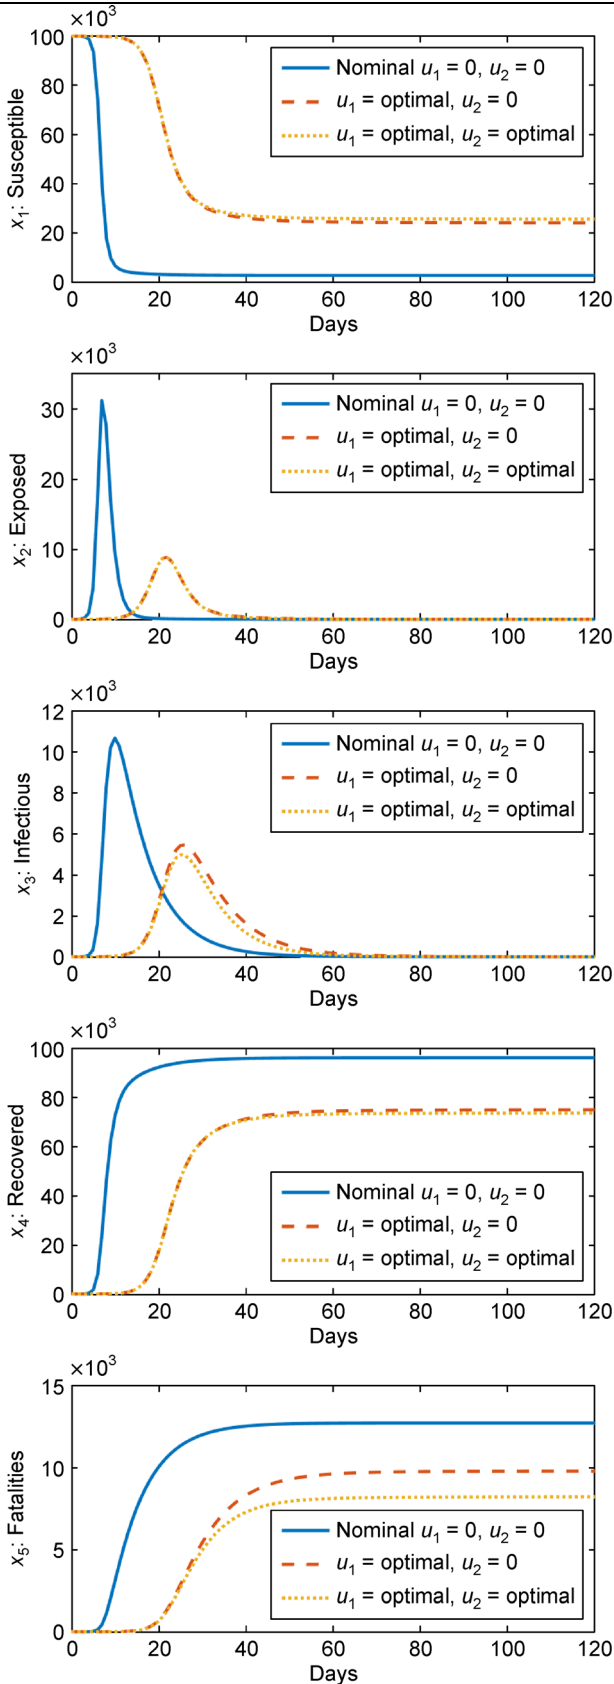 ×10³
100
80
60
40
20
0
x₁: Susceptible
Nominal u₁ = 0, u₂ = 0
u₁ = optimal, u₂ = 0
u₁ = optimal, u₂ = optimal
0 20 40 60 80 100 120
Days
×10³
30
20
10
0
x₂: Exposed
Nominal u₁ = 0, u₂ = 0
u₁ = optimal, u₂ = 0
u₁ = optimal, u₂ = optimal
0 20 40 60 80 100 120
Days
×10³
12
10
8
6
4
2
0
x₃: Infectious
Nominal u₁ = 0, u₂ = 0
u₁ = optimal, u₂ = 0
u₁ = optimal, u₂ = optimal
0 20 40 60 80 100 120
Days
×10³
100
80
60
40
20
0
x₄: Recovered
Nominal u₁ = 0, u₂ = 0
u₁ = optimal, u₂ = 0
u₁ = optimal, u₂ = optimal
0 20 40 60 80 100 120
Days
×10³
15
10
5
0
x₅: Fatalities
Nominal u₁ = 0, u₂ = 0
u₁ = optimal, u₂ = 0
u₁ = optimal, u₂ = optimal
0 20 40 60 80 100 120
Days